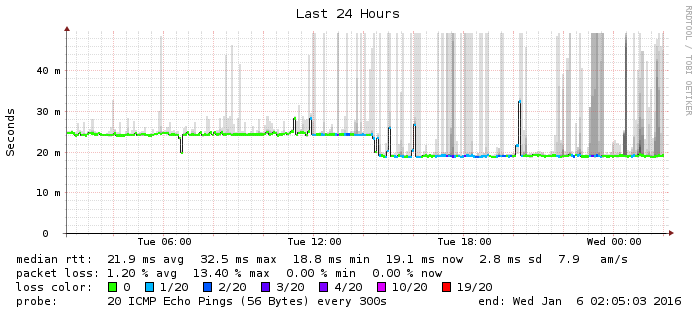 Last 24 Hours
RRDTOOL / TOBI OETIKER
Seconds
40 m
30 m
20 m
10 m
0
Tue 06:00 Tue 12:00 Tue 18:00 Wed 00:00
median rtt: 21.9 ms avg 32.5 ms max 18.8 ms min 19.1 ms now 2.8 ms sd 7.9 am/s
packet loss: 1.20 % avg 13.40 % max 0.00 % min 0.00 % now
loss color: 0 1/20 2/20 3/20 4/20 10/20 19/20
probe: 20 ICMP Echo Pings (56 Bytes) every 300s end: Wed Jan 6 02:05:03 2016